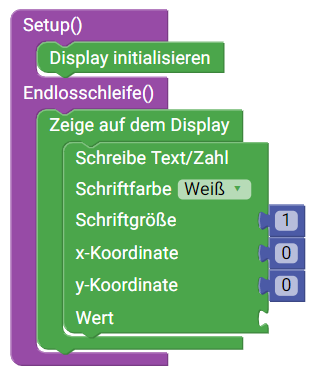 Setup()
Display initialisieren
Endlosschleife()
Zeige auf dem Display
Schreibe Text/Zahl
Schriftfarbe Weiß
Schriftgröße 1
x-Koordinate 0
y-Koordinate 0
Wert